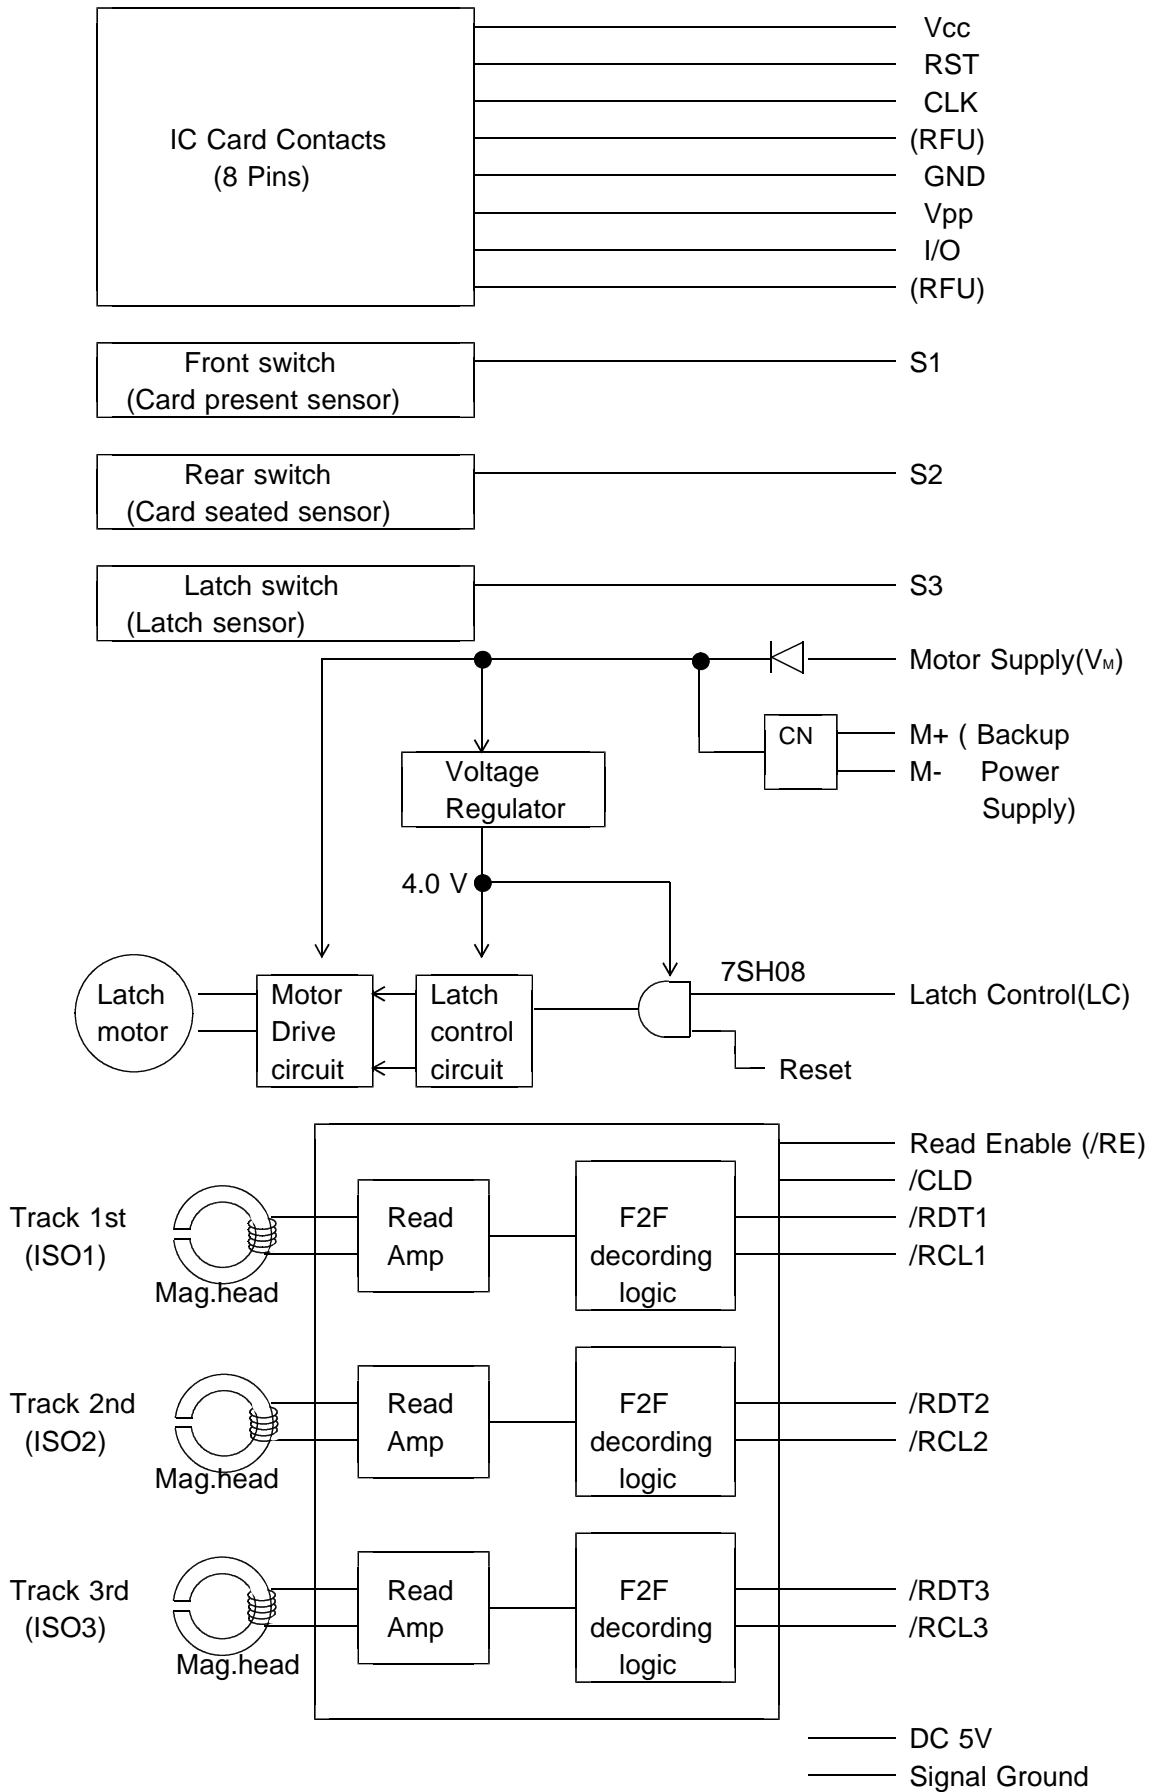 Vcc
RST
CLK
IC Card Contacts (RFU)
(8 Pins) GND
Vpp
I/O
(RFU)
Front switch S1
(Card present sensor)
Rear switch S2
(Card seated sensor)
Latch switch S3
(Latch sensor)
Motor Supply(VM)
CN M+ ( Backup
Voltage M- Power
Regulator Supply)
4.0 V
7SH08
Latch Motor Latch Latch Control(LC)
motor Drive control
circuit circuit Reset
Read Enable (/RE)
/CLD
Track 1st Read F2F /RDT1
(ISO1) Amp decording /RCL1
Mag.head logic
Track 2nd Read F2F /RDT2
(ISO2) Amp decording /RCL2
Mag.head logic
Track 3rd Read F2F /RDT3
(ISO3) Amp decording /RCL3
Mag.head logic
DC 5V
Signal Ground